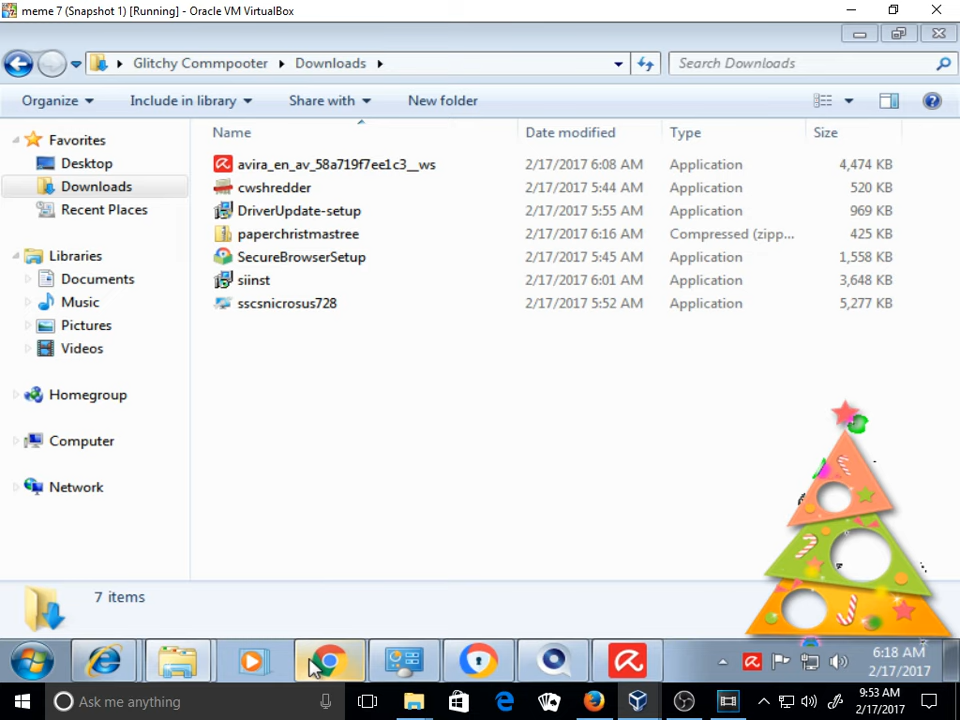 meme 7 (Snapshot 1) [Running] - Oracle VM VirtualBox
Glitchy Commpooter Downloads
Search Downloads
Organize Include in library Share with New folder
Name Date modified Type Size
Favorites
Desktop
Downloads
Recent Places
Libraries
Documents
Music
Pictures
Videos
Homegroup
Computer
Network
avira_en_av_58a719f7ee1c3__ws 2/17/2017 6:08 AM Application 4,474 KB
cwshredder 2/17/2017 5:44 AM Application 520 KB
DriverUpdate-setup 2/17/2017 5:55 AM Application 969 KB
paperchristmastree 2/17/2017 6:16 AM Compressed (zipp... 425 KB
SecureBrowserSetup 2/17/2017 5:45 AM Application 1,558 KB
siinst 2/17/2017 6:01 AM Application 3,648 KB
sscsnicrosus728 2/17/2017 5:52 AM Application 5,277 KB
7 items
6:18 AM
2/17/2017
Ask me anything
9:53 AM
2/17/2017